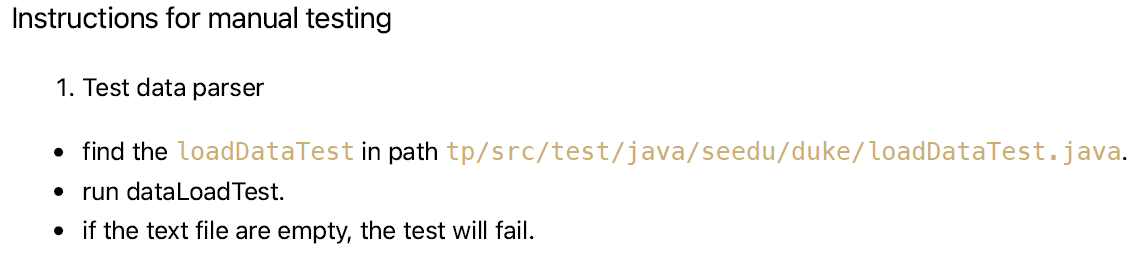 Instructions for manual testing
1. Test data parser
• find the loadDataTest in path tp/src/test/java/seedu/duke/loadDataTest.java.
• run dataLoadTest.
• if the text file are empty, the test will fail.